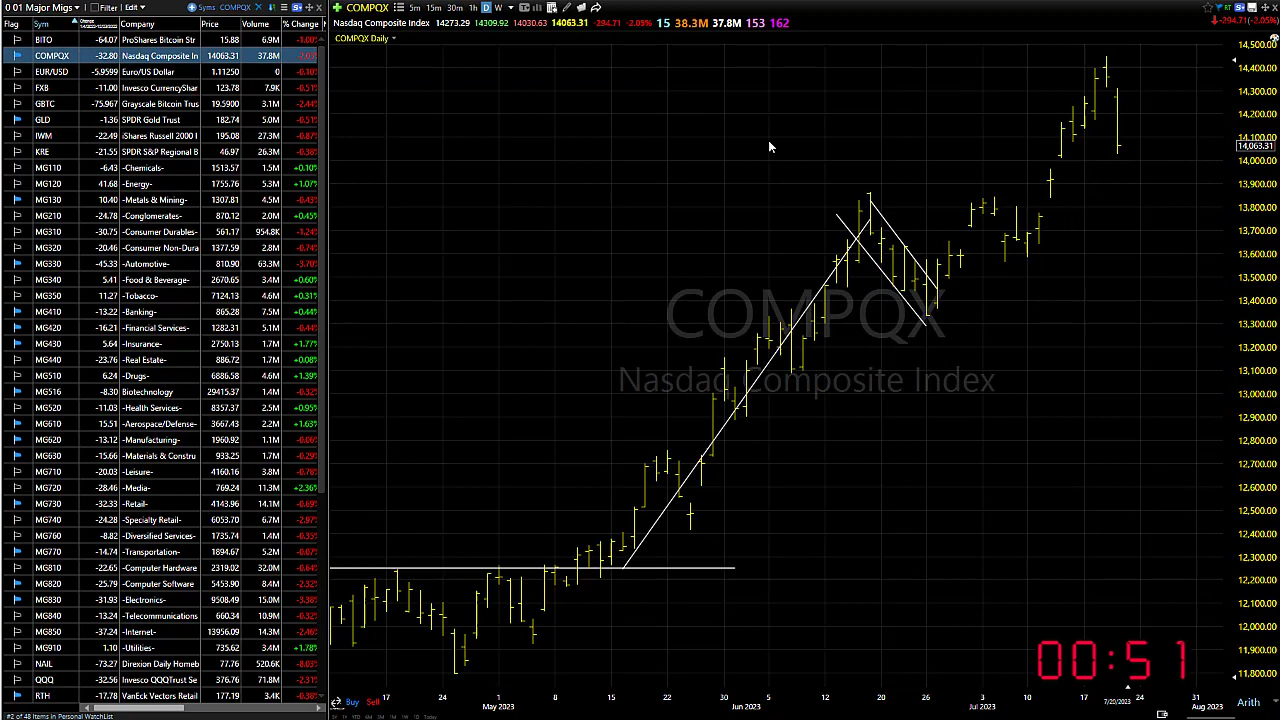 0 01 Major Migs Filter Edit Syms COMPQX
Flag Sym Company Price Volume % Change
BITO -64.07 ProShares Bitcoin Str 15.88 6.9M -1.00%
COMPQX -32.80 Nasdaq Composite In 14063.31 37.8M -2.05%
EUR/USD -5.9599 Euro/US Dollar 1.11250 0 -0.10%
FXB -11.00 Invesco CurrencyShar 123.78 7.9K -0.51%
GBTC -75.967 Grayscale Bitcoin Trus 19.5900 3.1M -2.44%
GLD -1.36 SPDR Gold Trust 182.74 5.0M -0.51%
IWM -22.49 iShares Russell 2000 I 195.08 27.3M -0.87%
KRE -21.55 SPDR S&P Regional B 46.97 26.3M -0.38%
MG110 -6.43 -Chemicals- 1513.57 1.5M +0.10%
MG120 41.68 -Energy- 1755.76 5.3M +1.07%
MG130 10.40 -Metals & Mining- 1307.81 4.5M -0.43%
MG210 -24.78 -Conglomerates- 870.12 2.0M +0.45%
MG310 -30.75 -Consumer Durables- 561.17 954.8K -1.24%
MG320 -20.46 -Consumer Non-Dura 1377.59 2.8M -0.74%
MG330 -45.33 -Automotive- 810.90 63.3M -3.19%
MG340 5.41 -Food & Beverage- 2670.65 3.4M +0.60%
MG350 11.27 -Tobacco- 7124.13 4.6M +0.31%
MG410 -13.22 -Banking- 865.28 7.5M +0.44%
MG420 -16.21 -Financial Services- 1282.31 5.1M -0.44%
MG430 5.64 -Insurance- 2750.13 1.7M +1.77%
MG440 -23.76 -Real Estate- 886.72 1.7M +0.08%
MG510 6.24 -Drugs- 6886.58 4.6M +1.39%
MG516 -8.30 Biotechnology 29415.37 1.4M -0.32%
MG520 -11.03 -Health Services- 8357.37 2.5M +0.95%
MG610 15.51 -Aerospace/Defense- 3667.43 2.2M +1.63%
MG620 -13.12 -Manufacturing- 1960.92 1.1M -0.06%
MG630 -15.66 -Materials & Constru 933.25 1.7M -0.49%
MG710 -20.03 -Leisure- 4160.16 3.8M -0.78%
MG720 -28.46 -Media- 769.24 11.3M +2.36%
MG730 -32.33 -Retail- 4143.96 14.1M -0.69%
MG740 -24.28 -Specialty Retail- 6053.70 6.7M -2.97%
MG760 -8.82 -Diversified Services- 1735.74 1.4M -0.35%
MG770 -14.74 -Transportation- 1894.67 5.2M -0.07%
MG810 -22.65 -Computer Hardware 2319.02 32.0M -0.64%
MG820 -25.79 -Computer Software 5453.90 8.4M -2.32%
MG830 -31.93 -Electronics- 9508.49 15.0M -3.38%
MG840 -13.24 -Telecommunications 660.34 10.9M -0.32%
MG850 -37.24 -Internet- 13956.09 14.3M -2.46%
MG910 1.10 -Utilities- 735.62 3.4M +1.78%
NAIL -73.27 Direxion Daily Homeb 77.76 520.6K -8.03%
QQQ -32.56 Invesco QQQTrust Se 376.76 71.8M -2.31%
RTH -17.78 VanEck Vectors Retail 177.19 3.4K -0.38%
#2 of 48 items in Personal WatchList
COMPQX 5m 15m 30m 1h D W
Nasdaq Composite Index 14273.29 14309.92 14030.63 14063.31 -294.71 -2.05% 15 38.3M 37.8M 153 162
RT
-294.71(-2.05%)
COMPQX Daily
14,500.00
14,400.00
14,300.00
14,200.00
14,100.00
14,063.31
14,000.00
13,900.00
13,800.00
13,700.00
13,600.00
13,500.00
13,400.00
13,300.00
13,200.00
13,100.00
13,000.00
12,900.00
12,800.00
12,700.00
12,600.00
12,500.00
12,400.00
12,300.00
12,200.00
12,100.00
12,000.00
11,900.00
11,800.00
COMPQX
Nasdaq Composite Index
00:51
17 24 1 8 15 22 30 5 12 20 26 3 10 24 31
Buy Sell May 2023 Jun 2023 Jul 2023 7/20/2023 Aug 2023 Arith